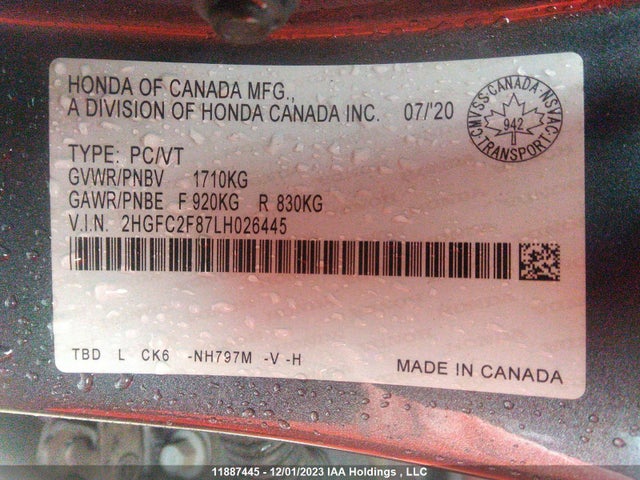 HONDA OF CANADA MFG.,
A DIVISION OF HONDA CANADA INC. 07/'20
CMVSS-CANADA-NSVAC
942
TRANSPORT
TYPE: PC/VT
GVWR/PNBV 1710KG
GAWR/PNBE F 920KG R 830KG
V.I.N. 2HGFC2F87LH026445
TBD L CK6 -NH797M -V -H
MADE IN CANADA
11887445 - 12/01/2023 IAA Holdings , LLC